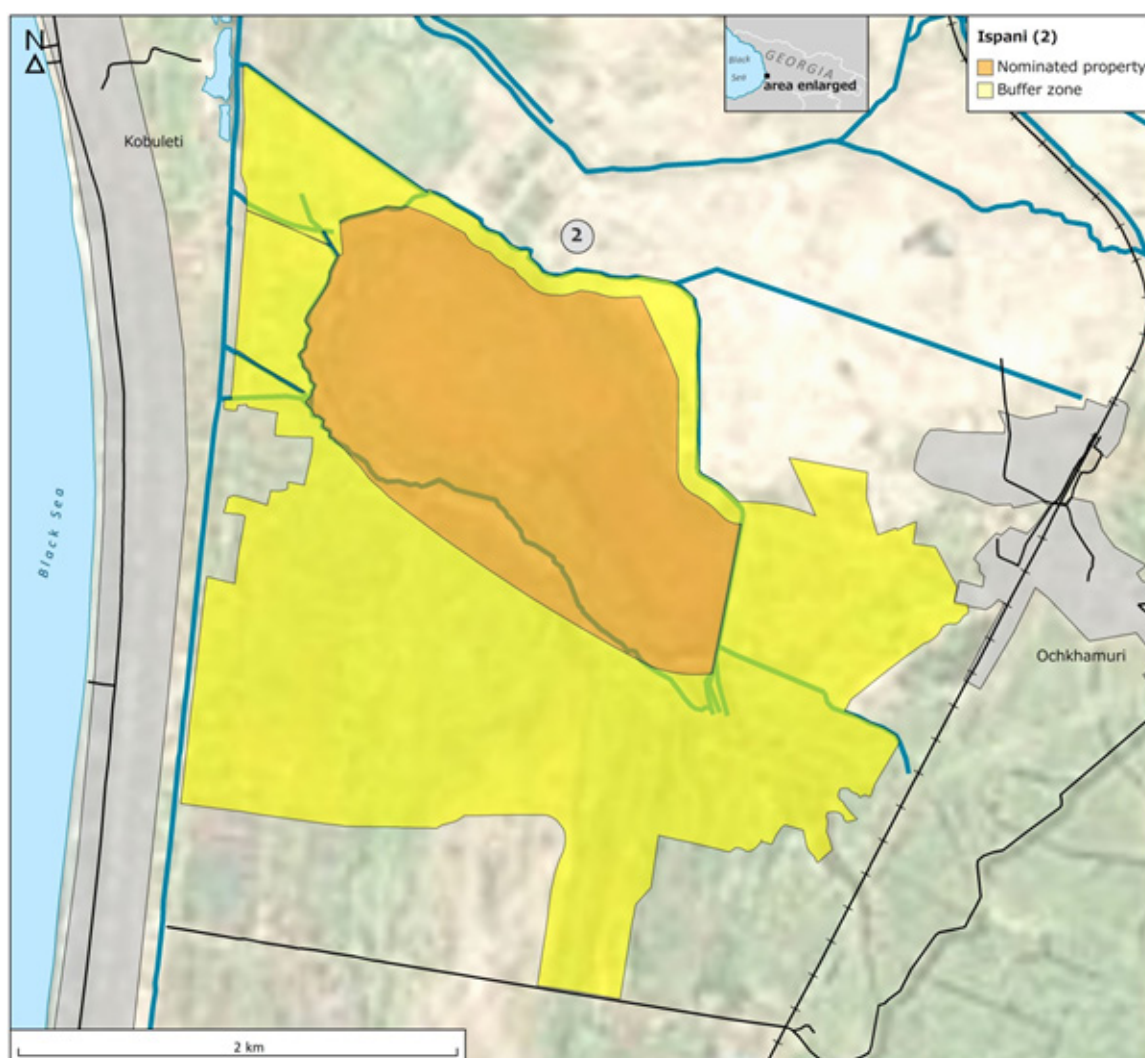 N
Kobuleti
Black
Sea
GEORGIA
area enlarged
Ispani (2)
Nominated property
Buffer zone
2
Black Sea
Ochkhamuri
2 km